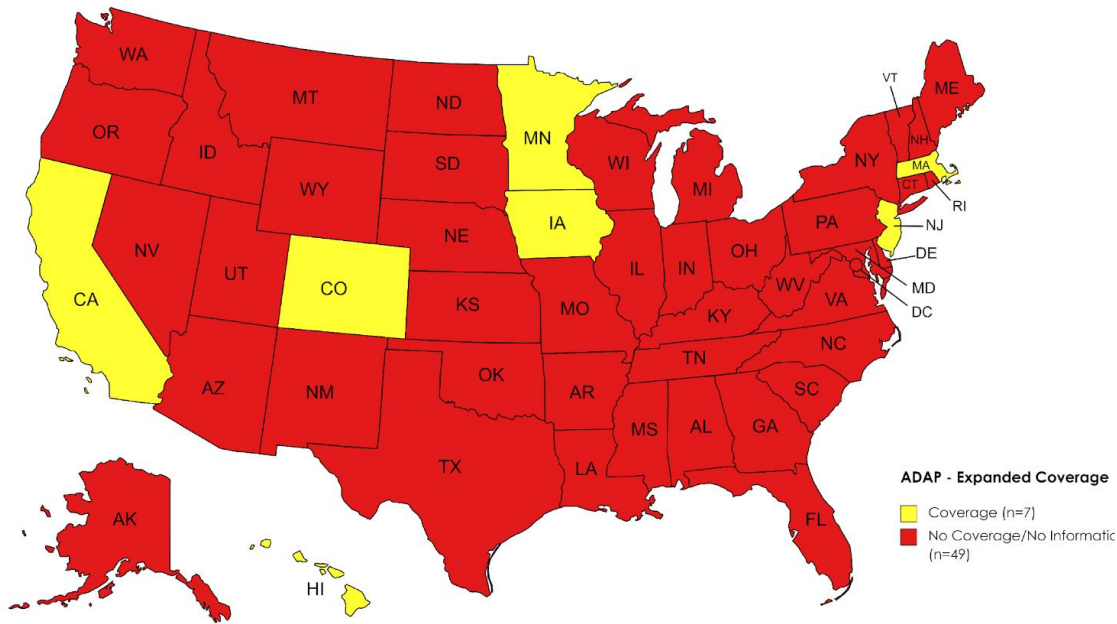 WA
MT
ND
MN
VT
ME
OR
ID
SD
WI
MI
NY
NH
MA
WY
CT
RI
IA
NE
PA
NJ
NV
UT
CO
IL
IN
OH
DE
CA
KS
MO
WV
VA
MD
DC
KY
AZ
NM
OK
AR
TN
NC
SC
MS
AL
GA
TX
LA
FL
AK
HI
ADAP - Expanded Coverage
Coverage (n=7)
No Coverage/No Informatio
(n=49)